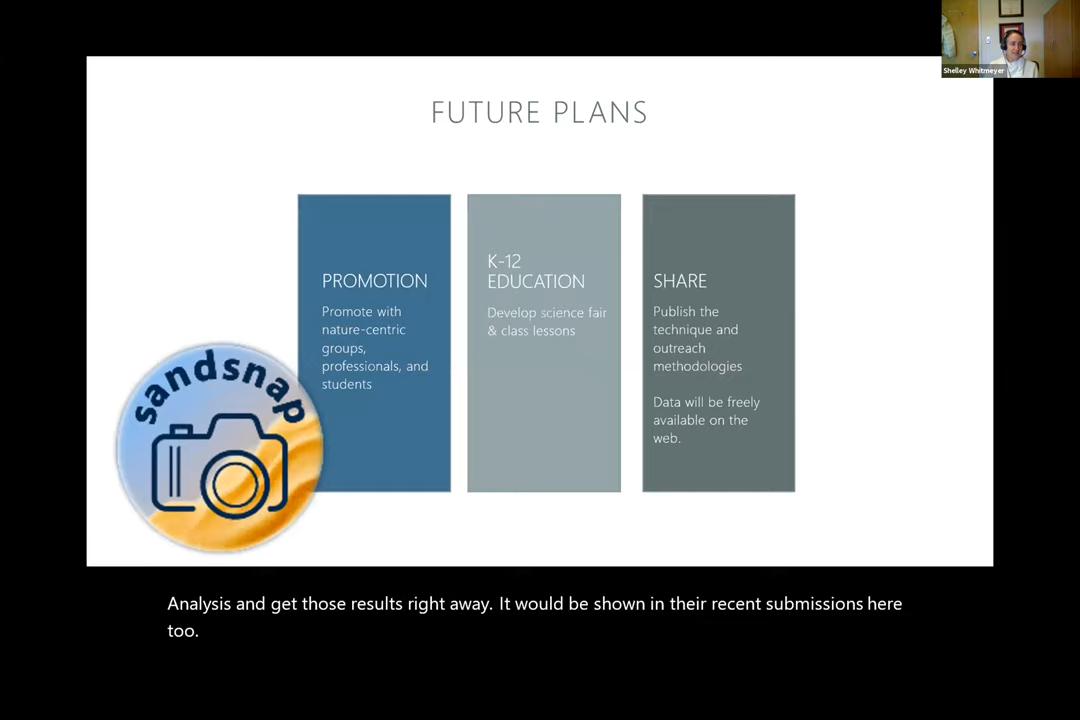 Shelley Whitmeyer
FUTURE PLANS
PROMOTION
Promote with
nature-centric
groups,
professionals, and
students
K-12
EDUCATION
Develop science fair
& class lessons
SHARE
Publish the
technique and
outreach
methodologies
Data will be freely
available on the
web.
sandsnap
Analysis and get those results right away. It would be shown in their recent submissions here
too.